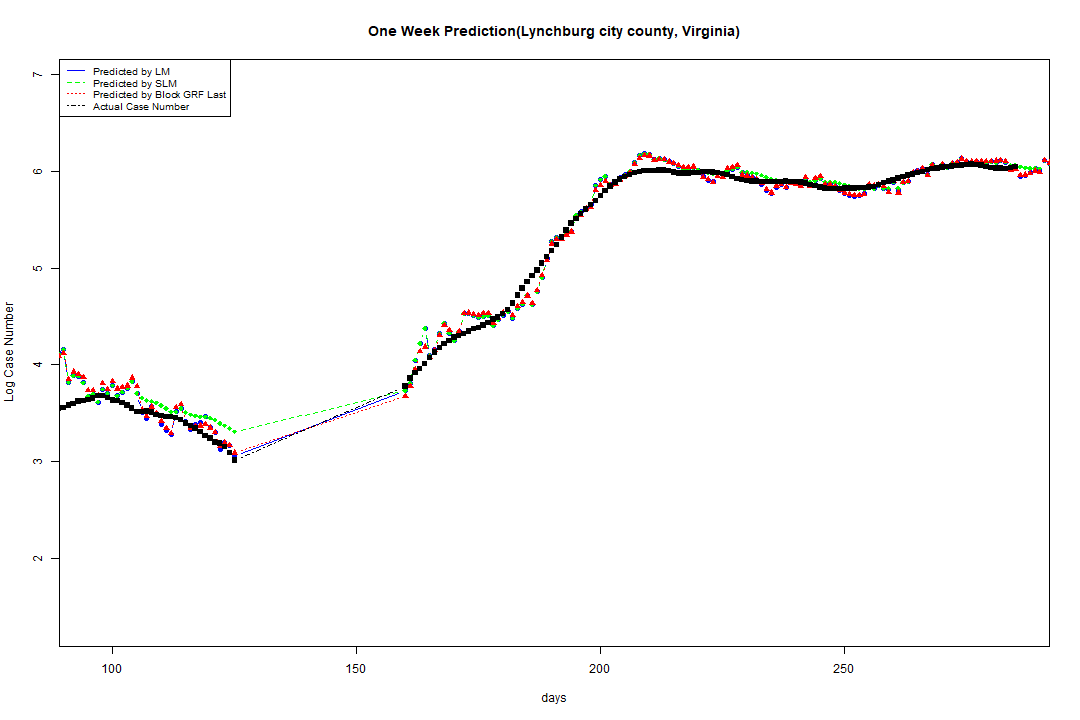 One Week Prediction(Lynchburg city county, Virginia)
Predicted by LM
Predicted by SLM
Predicted by Block GRF Last
Actual Case Number
7
6
5
4
3
2
Log Case Number
100 150 200 250
days